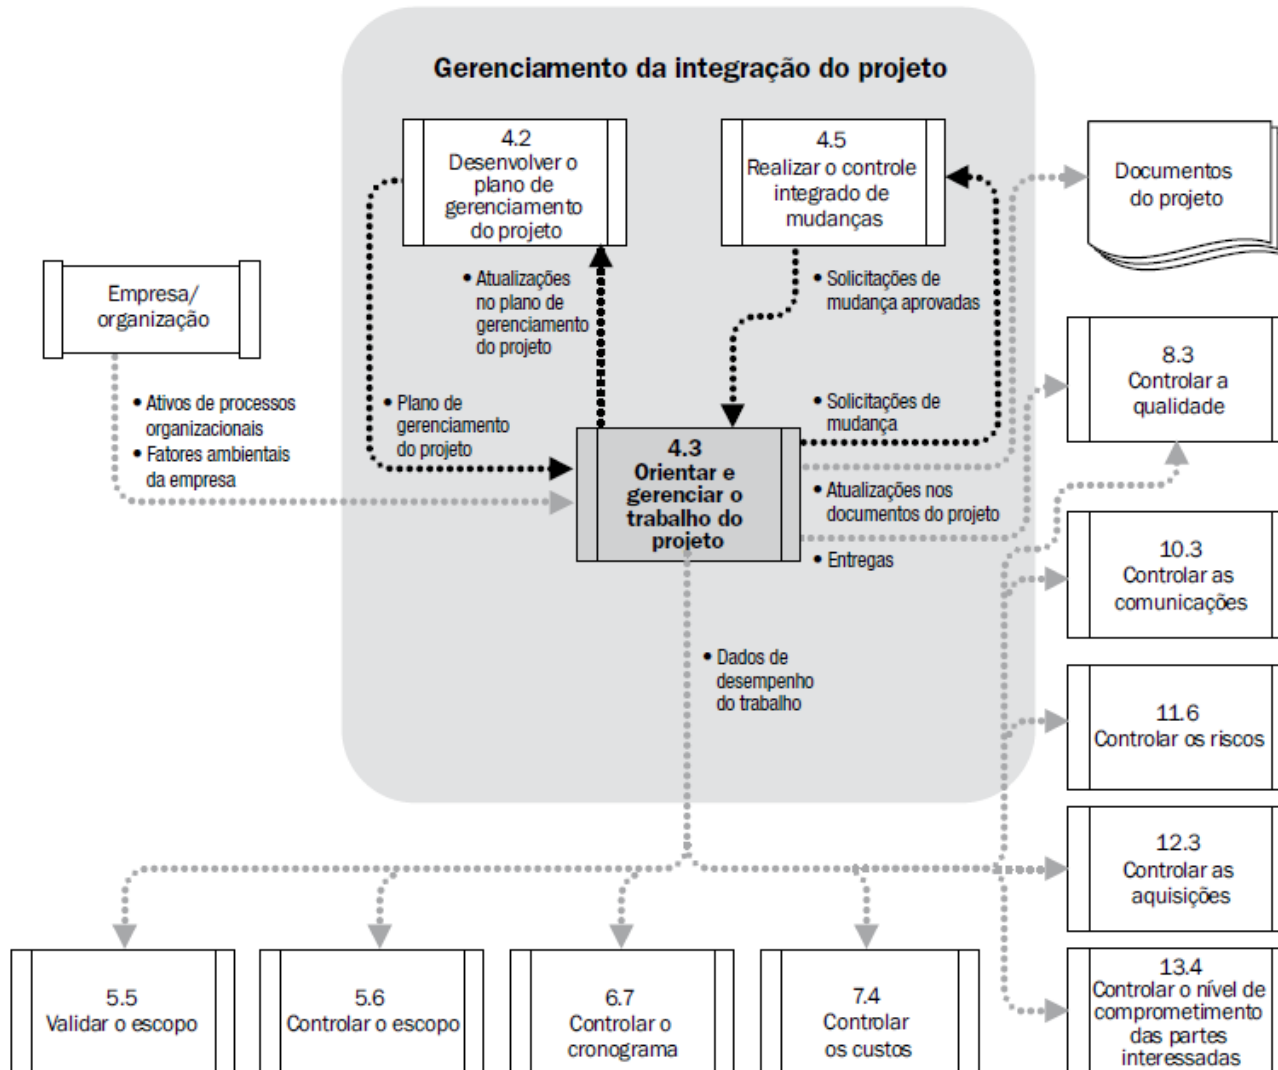 Gerenciamento da integração do projeto
4.2
Desenvolver o
plano de
gerenciamento
do projeto
4.5
Realizar o controle
integrado de
mudanças
Documentos
do projeto
Empresa/
organização
• Atualizações
no plano de
gerenciamento
do projeto
• Solicitações de
mudança aprovadas
8.3
Controlar a
qualidade
• Ativos de processos
organizacionais
• Fatores ambientais
da empresa
• Plano de
gerenciamento
do projeto
• Solicitações de
mudança
4.3
Orientar e
gerenciar o
trabalho do
projeto
• Atualizações nos
documentos do projeto
• Entregas
10.3
Controlar as
comunicações
• Dados de
desempenho
do trabalho
11.6
Controlar os riscos
12.3
Controlar as
aquisições
5.5
Validar o escopo
5.6
Controlar o escopo
6.7
Controlar o
cronograma
7.4
Controlar
os custos
13.4
Controlar o nível de
comprometimento
das partes
interessadas